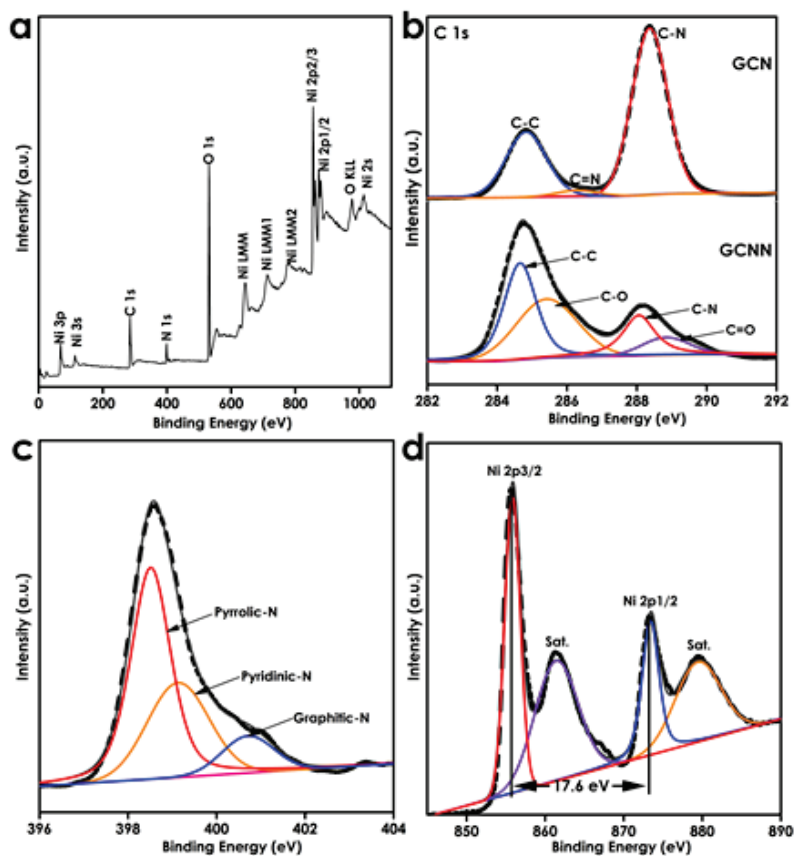 a
Intensity (a.u.)
Ni 3p
Ni 3s
C 1s
N 1s
O 1s
Ni LMM
Ni LMM1
Ni LMM2
Ni 2p2/3
Ni 2p1/2
O KLL
Ni 2s
0 200 400 600 800 1000
Binding Energy (eV)
b
C 1s
C-N
GCN
C-C
C=N
GCNN
C-C
C-O
C-N
C=O
Intensity (a.u.)
282 284 286 288 290 292
Binding Energy (eV)
c
Intensity (a.u.)
Pyrrolic-N
Pyridinic-N
Graphitic-N
396 398 400 402 404
Binding Energy (eV)
d
Ni 2p3/2
Ni 2p1/2
Sat.
Sat.
Intensity (a.u.)
17.6 eV
850 860 870 880 890
Binding Energy (eV)